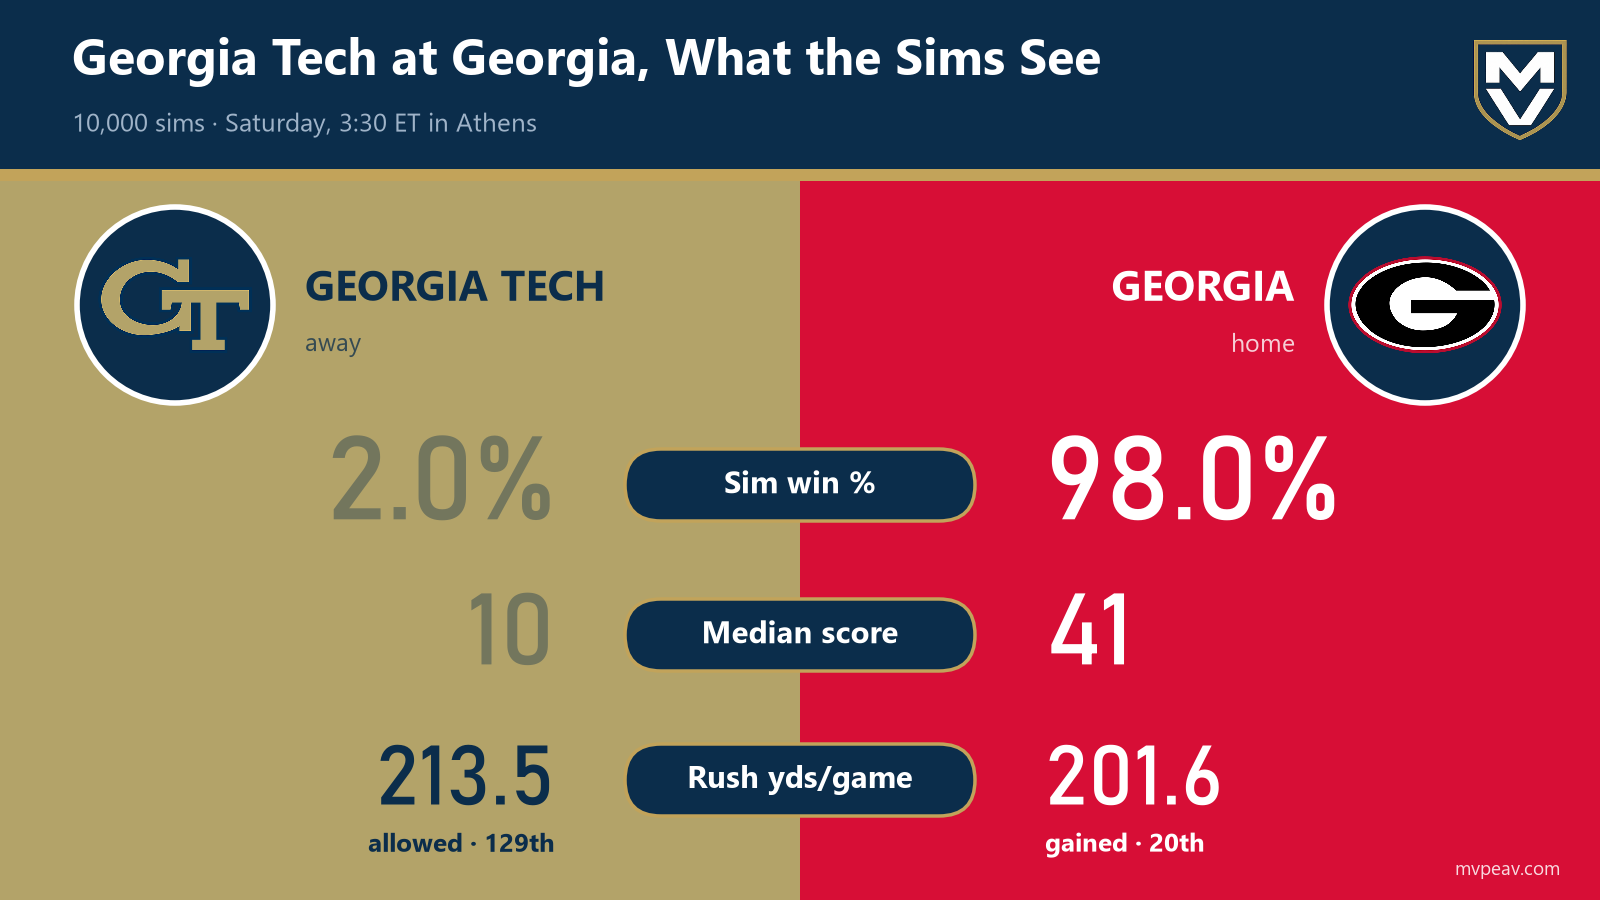 Georgia Tech at Georgia, What the Sims See
10,000 sims · Saturday, 3:30 ET in Athens
MV
GT
GEORGIA TECH
away
GEORGIA
home
G
2.0%
Sim win %
98.0%
10
Median score
41
213.5
Rush yds/game
201.6
allowed · 129th
gained · 20th
mvpeav.com